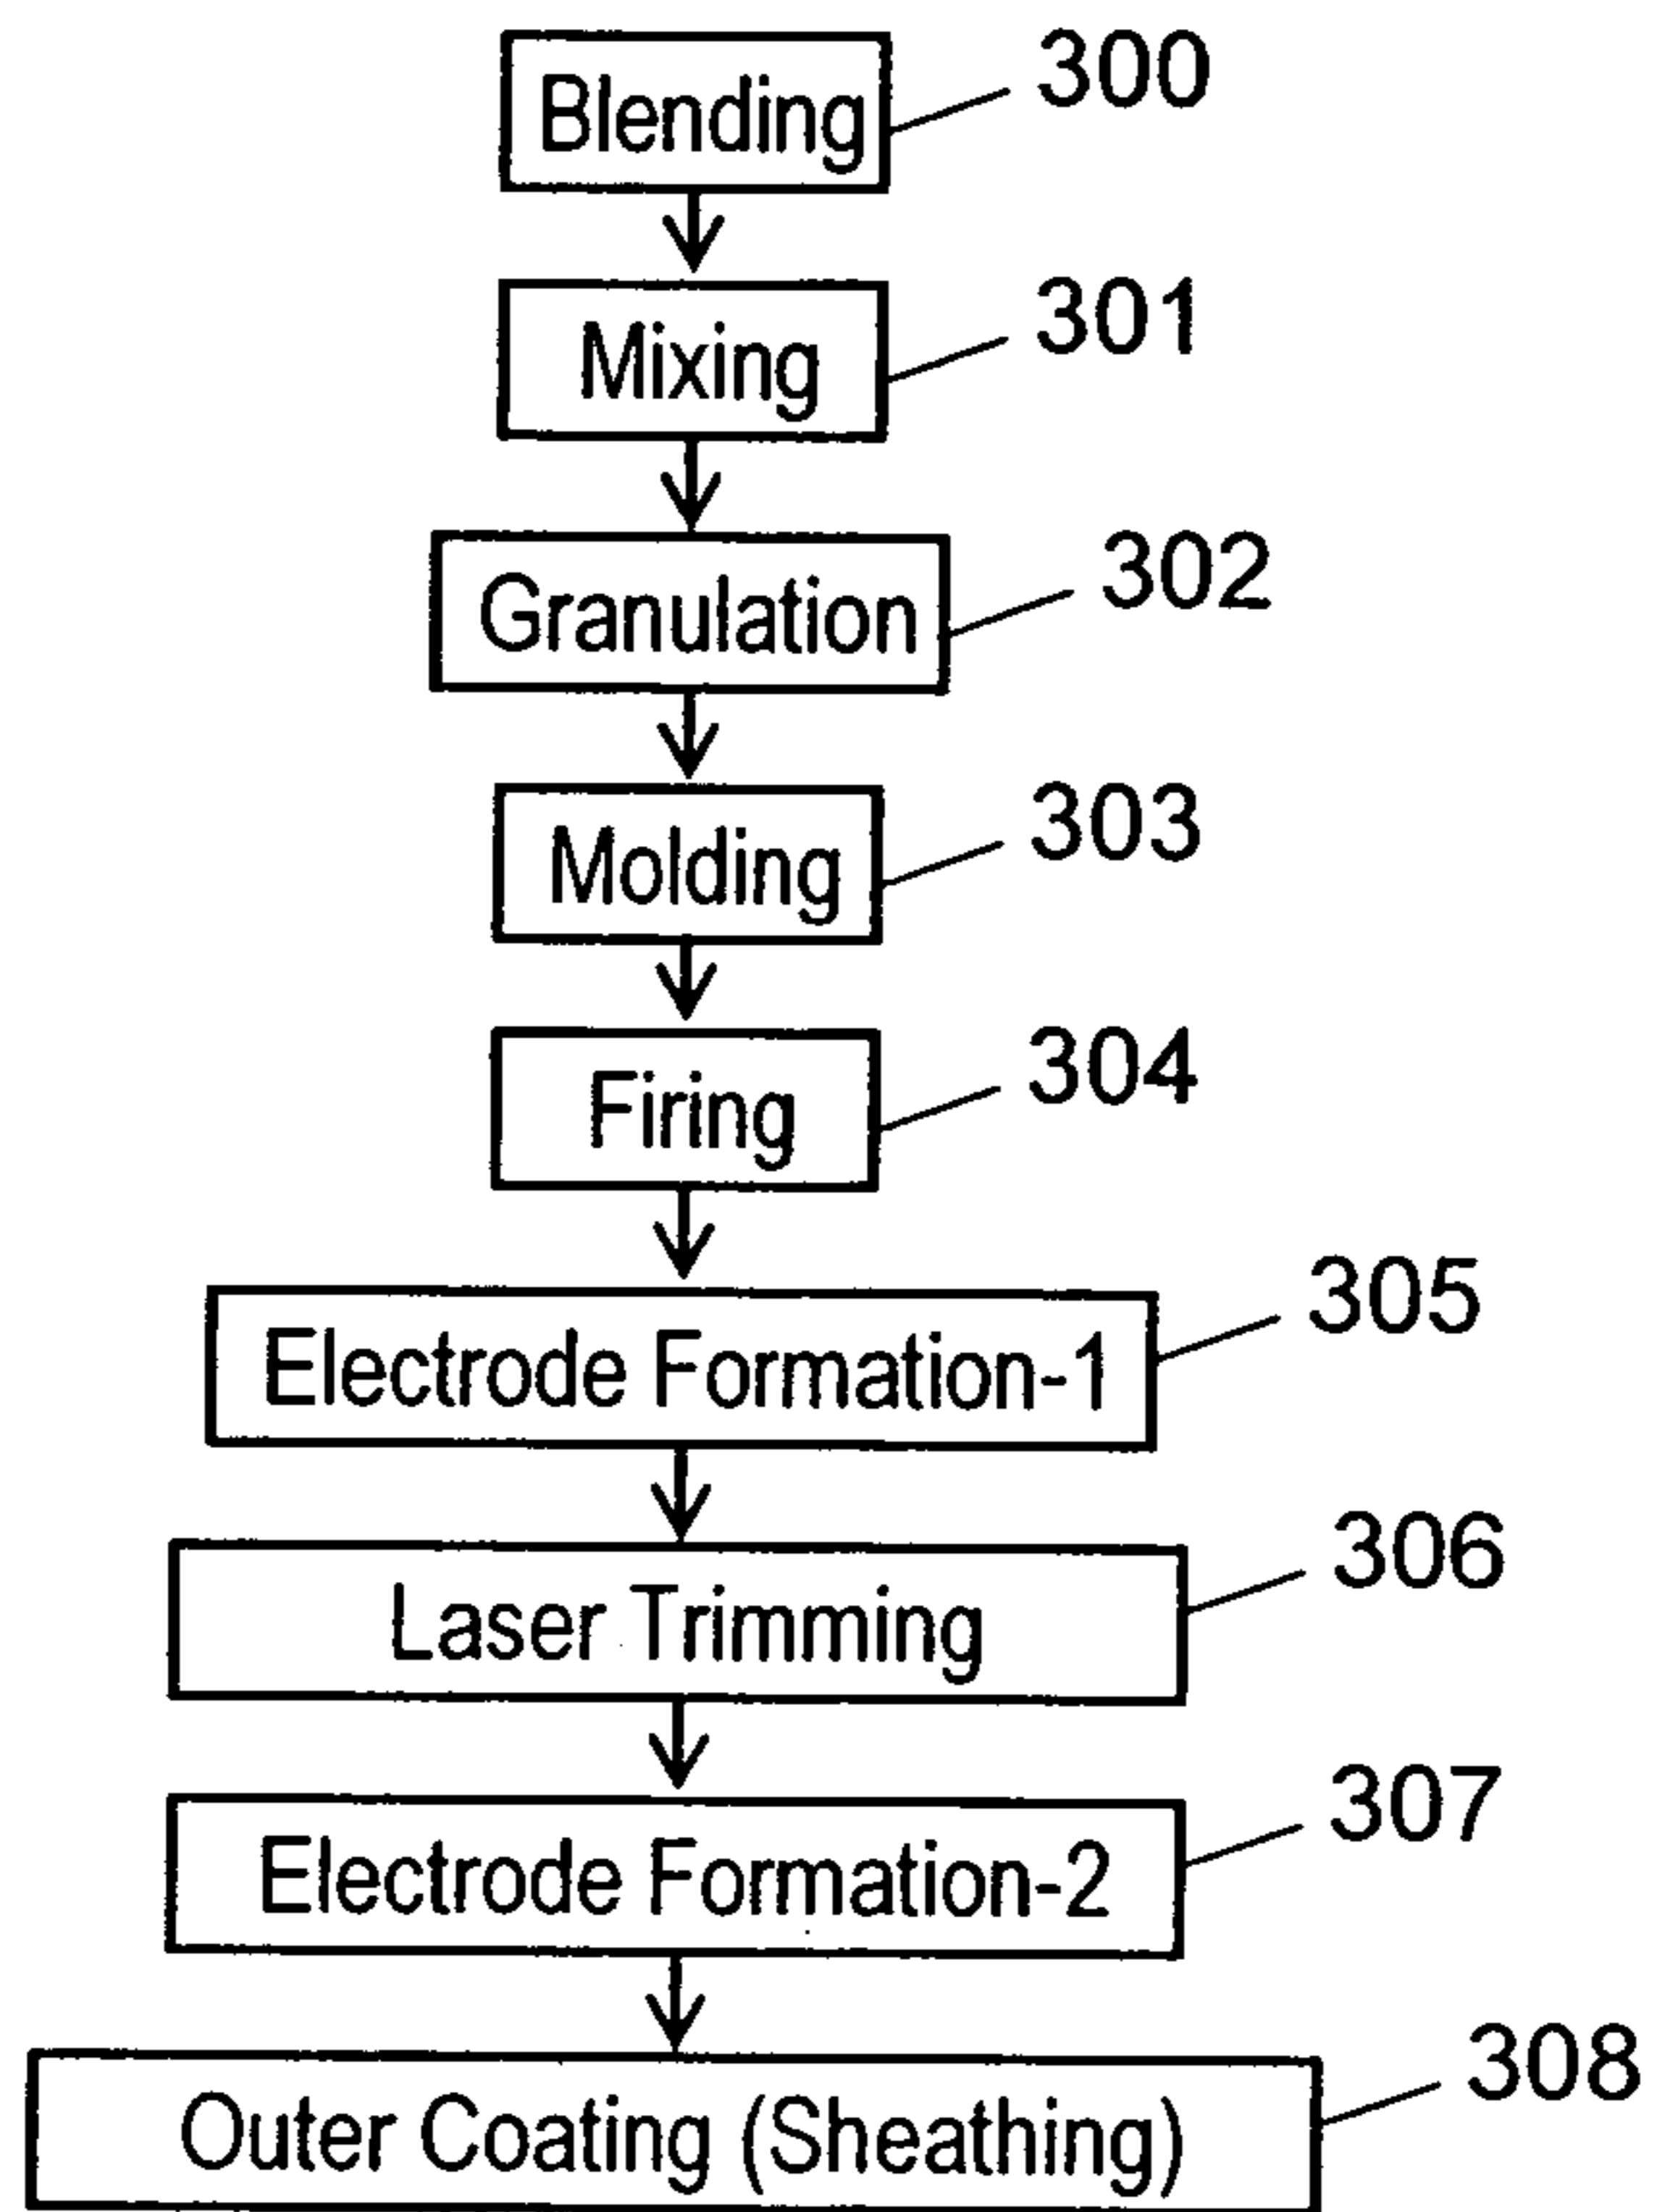 Blending 300
Mixing 301
Granulation 302
Molding 303
Firing 304
Electrode Formation-1 305
Laser Trimming 306
Electrode Formation-2 307
Outer Coating (Sheathing) 308